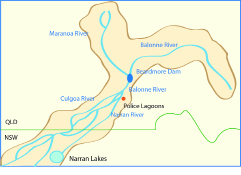 Maranoa River
Balonne River
Beardmore Dam
Balonne River
Culgoa River
Police Lagoons
Narran River
QLD
NSW
Narran Lakes